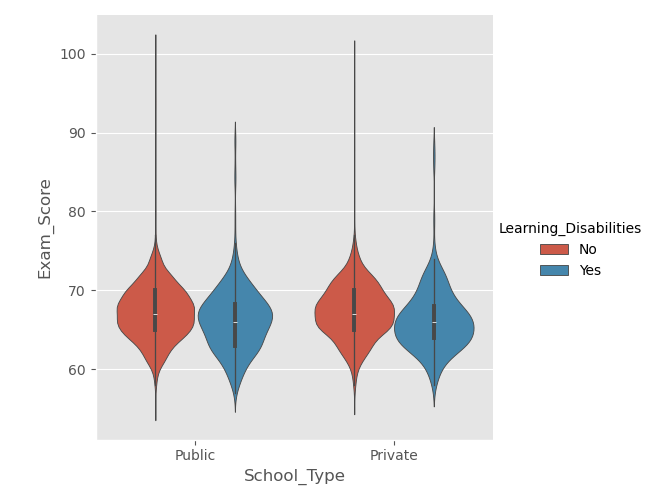 100
90
80
70
60
Exam_Score
Public
Private
School_Type
Learning_Disabilities
No
Yes